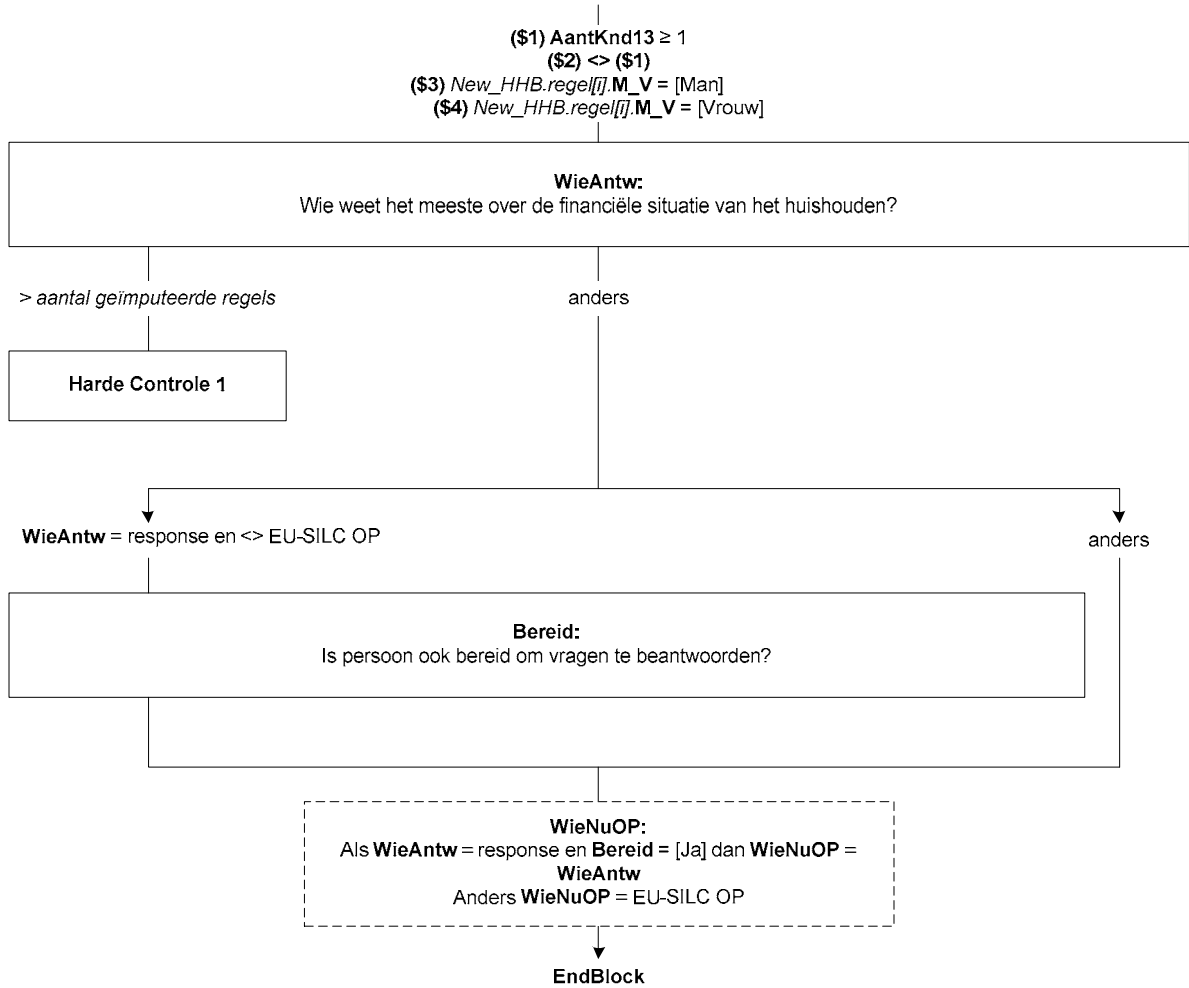 ($1) AantKnd13 ≥ 1
($2) <> ($1)
($3) New_HHB.regel[i].M_V = [Man]
($4) New_HHB.regel[i].M_V = [Vrouw]
WieAntw:
Wie weet het meeste over de financiële situatie van het huishouden?
> aantal geïmputeerde regels
anders
Harde Controle 1
WieAntw = response en <> EU-SILC OP
anders
Bereid:
Is persoon ook bereid om vragen te beantwoorden?
WieNuOP:
Als WieAntw = response en Bereid = [Ja] dan WieNuOP =
WieAntw
Anders WieNuOP = EU-SILC OP
EndBlock